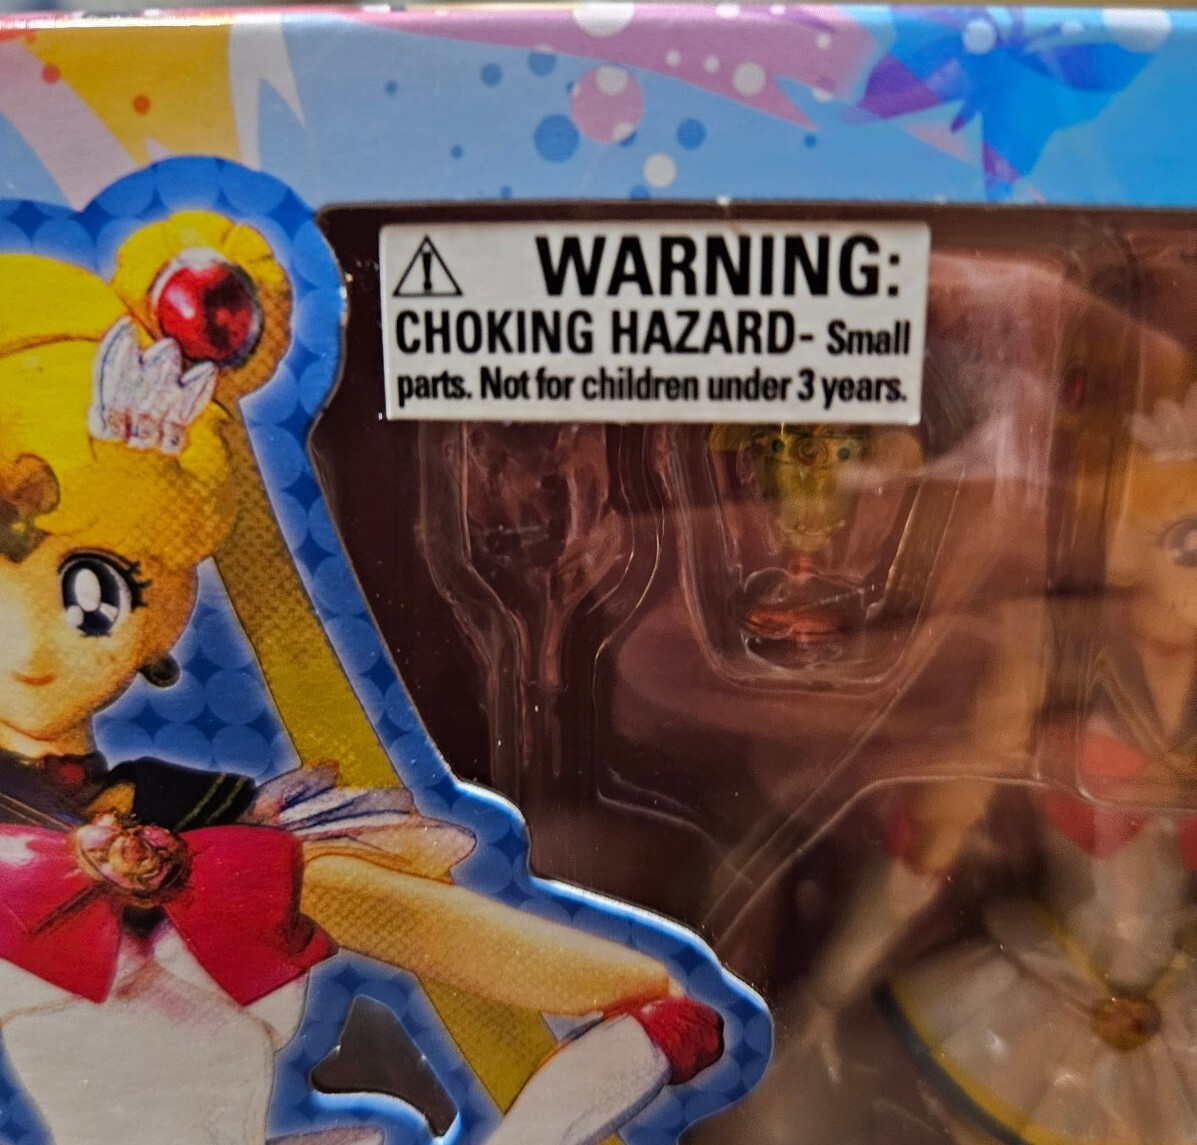 WARNING:
CHOKING HAZARD- Small
parts. Not for children under 3 years.